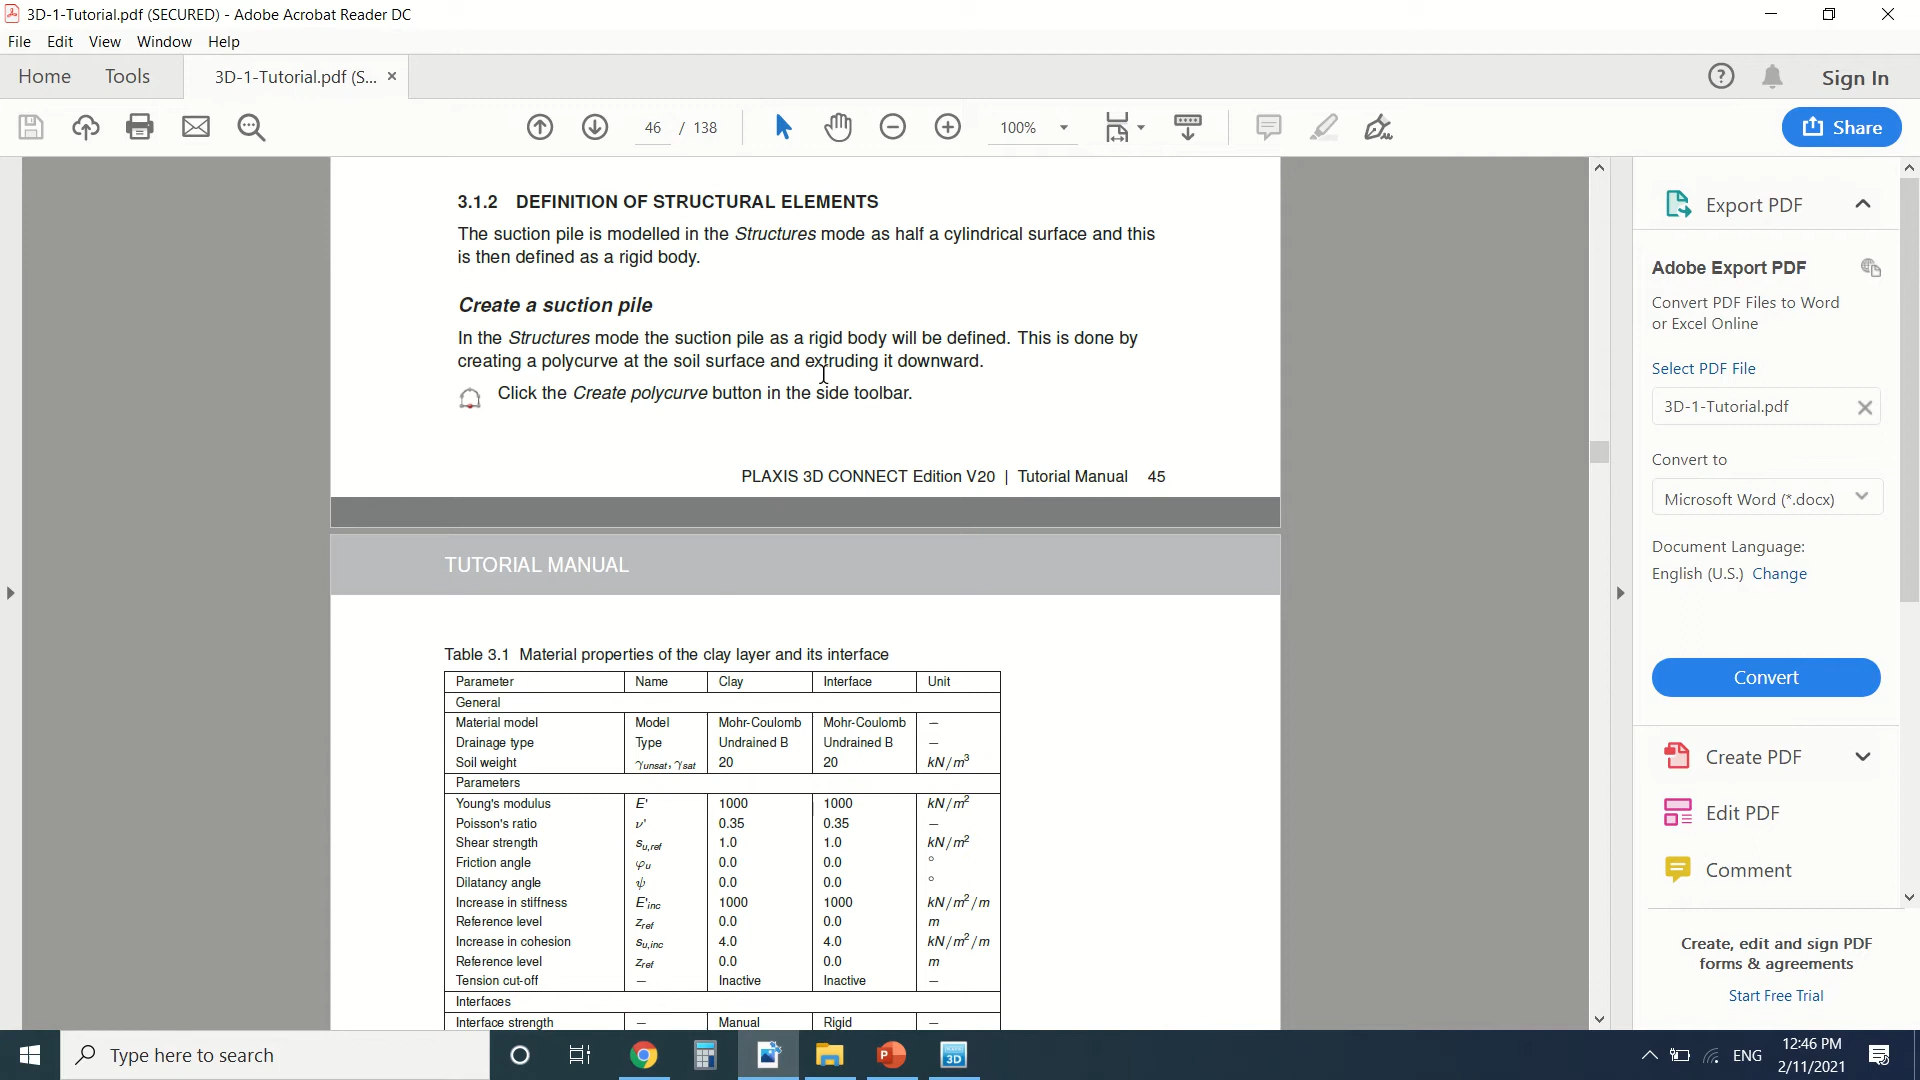 3D-1-Tutorial.pdf (SECURED) - Adobe Acrobat Reader DC
File Edit View Window Help
Home Tools 3D-1-Tutorial.pdf (S... × Sign In
46 / 138 100% Share
3.1.2 DEFINITION OF STRUCTURAL ELEMENTS
The suction pile is modelled in the Structures mode as half a cylindrical surface and this
is then defined as a rigid body.
Create a suction pile
In the Structures mode the suction pile as a rigid body will be defined. This is done by
creating a polycurve at the soil surface and extruding it downward.
Click the Create polycurve button in the side toolbar.
PLAXIS 3D CONNECT Edition V20 | Tutorial Manual 45
TUTORIAL MANUAL
Table 3.1 Material properties of the clay layer and its interface
Parameter Name Clay Interface Unit
General
Material model Model Mohr-Coulomb Mohr-Coulomb –
Drainage type Type Undrained B Undrained B –
Soil weight γunsat, γsat 20 20 kN/m³
Parameters
Young's modulus E' 1000 1000 kN/m²
Poisson's ratio ν' 0.35 0.35 –
Shear strength su,ref 1.0 1.0 kN/m²
Friction angle φu 0.0 0.0 °
Dilatancy angle ψ 0.0 0.0 °
Increase in stiffness E'inc 1000 1000 kN/m²/m
Reference level zref 0.0 0.0 m
Increase in cohesion su,inc 4.0 4.0 kN/m²/m
Reference level zref 0.0 0.0 m
Tension cut-off – Inactive Inactive –
Interfaces
Interface strength – Manual Rigid –
Export PDF
Adobe Export PDF
Convert PDF Files to Word
or Excel Online
Select PDF File
3D-1-Tutorial.pdf
Convert to
Microsoft Word (*.docx)
Document Language:
English (U.S.) Change
Convert
Create PDF
Edit PDF
Comment
Create, edit and sign PDF
forms & agreements
Start Free Trial
Type here to search
3D
ENG
12:46 PM
2/11/2021